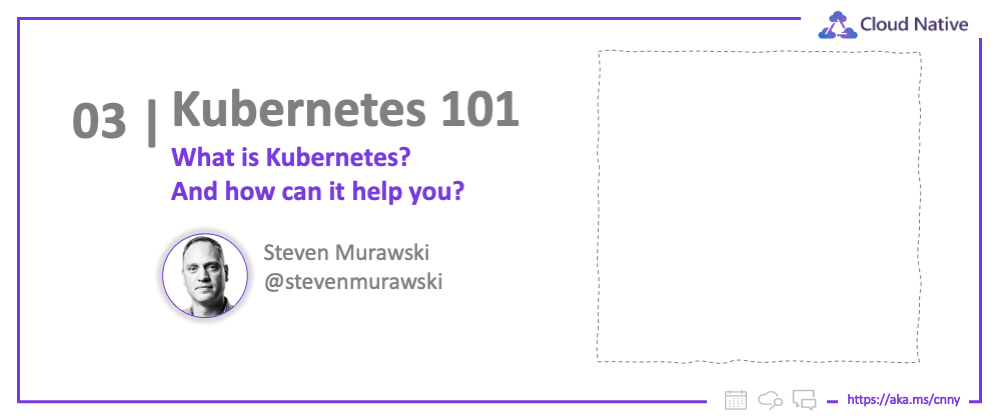 Cloud Native
03 | Kubernetes 101
What is Kubernetes?
And how can it help you?
Steven Murawski
@stevenmurawski
https://aka.ms/cnny